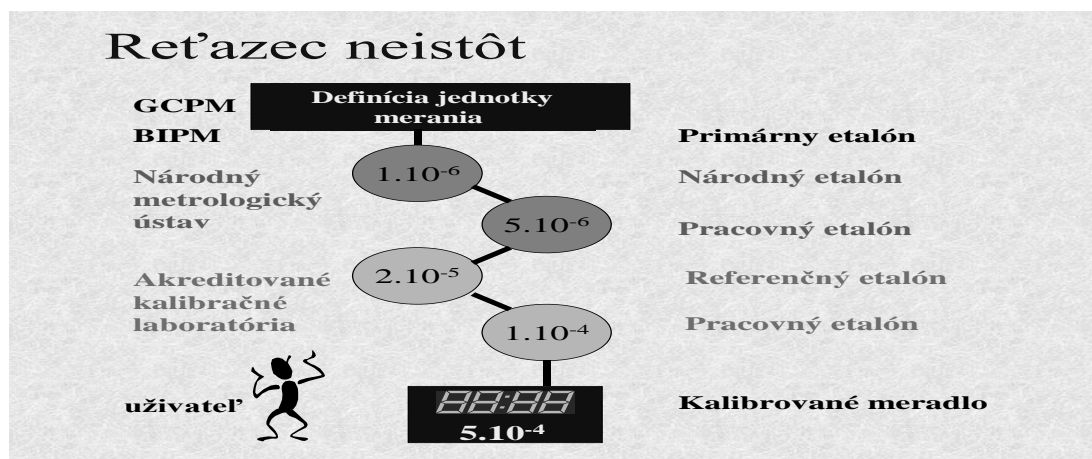 Reťazec neistôt
GCPM
Definícia jednotky
merania
BIPM
Primárny etalón
1.10-6
Národný
metrologický
ústav
Národný etalón
5.10-6
Pracovný etalón
2.10-5
Akreditované
kalibračné
laboratória
Referenčný etalón
1.10-4
Pracovný etalón
užívateľ
88:88
5.10-4
Kalibrované meradlo